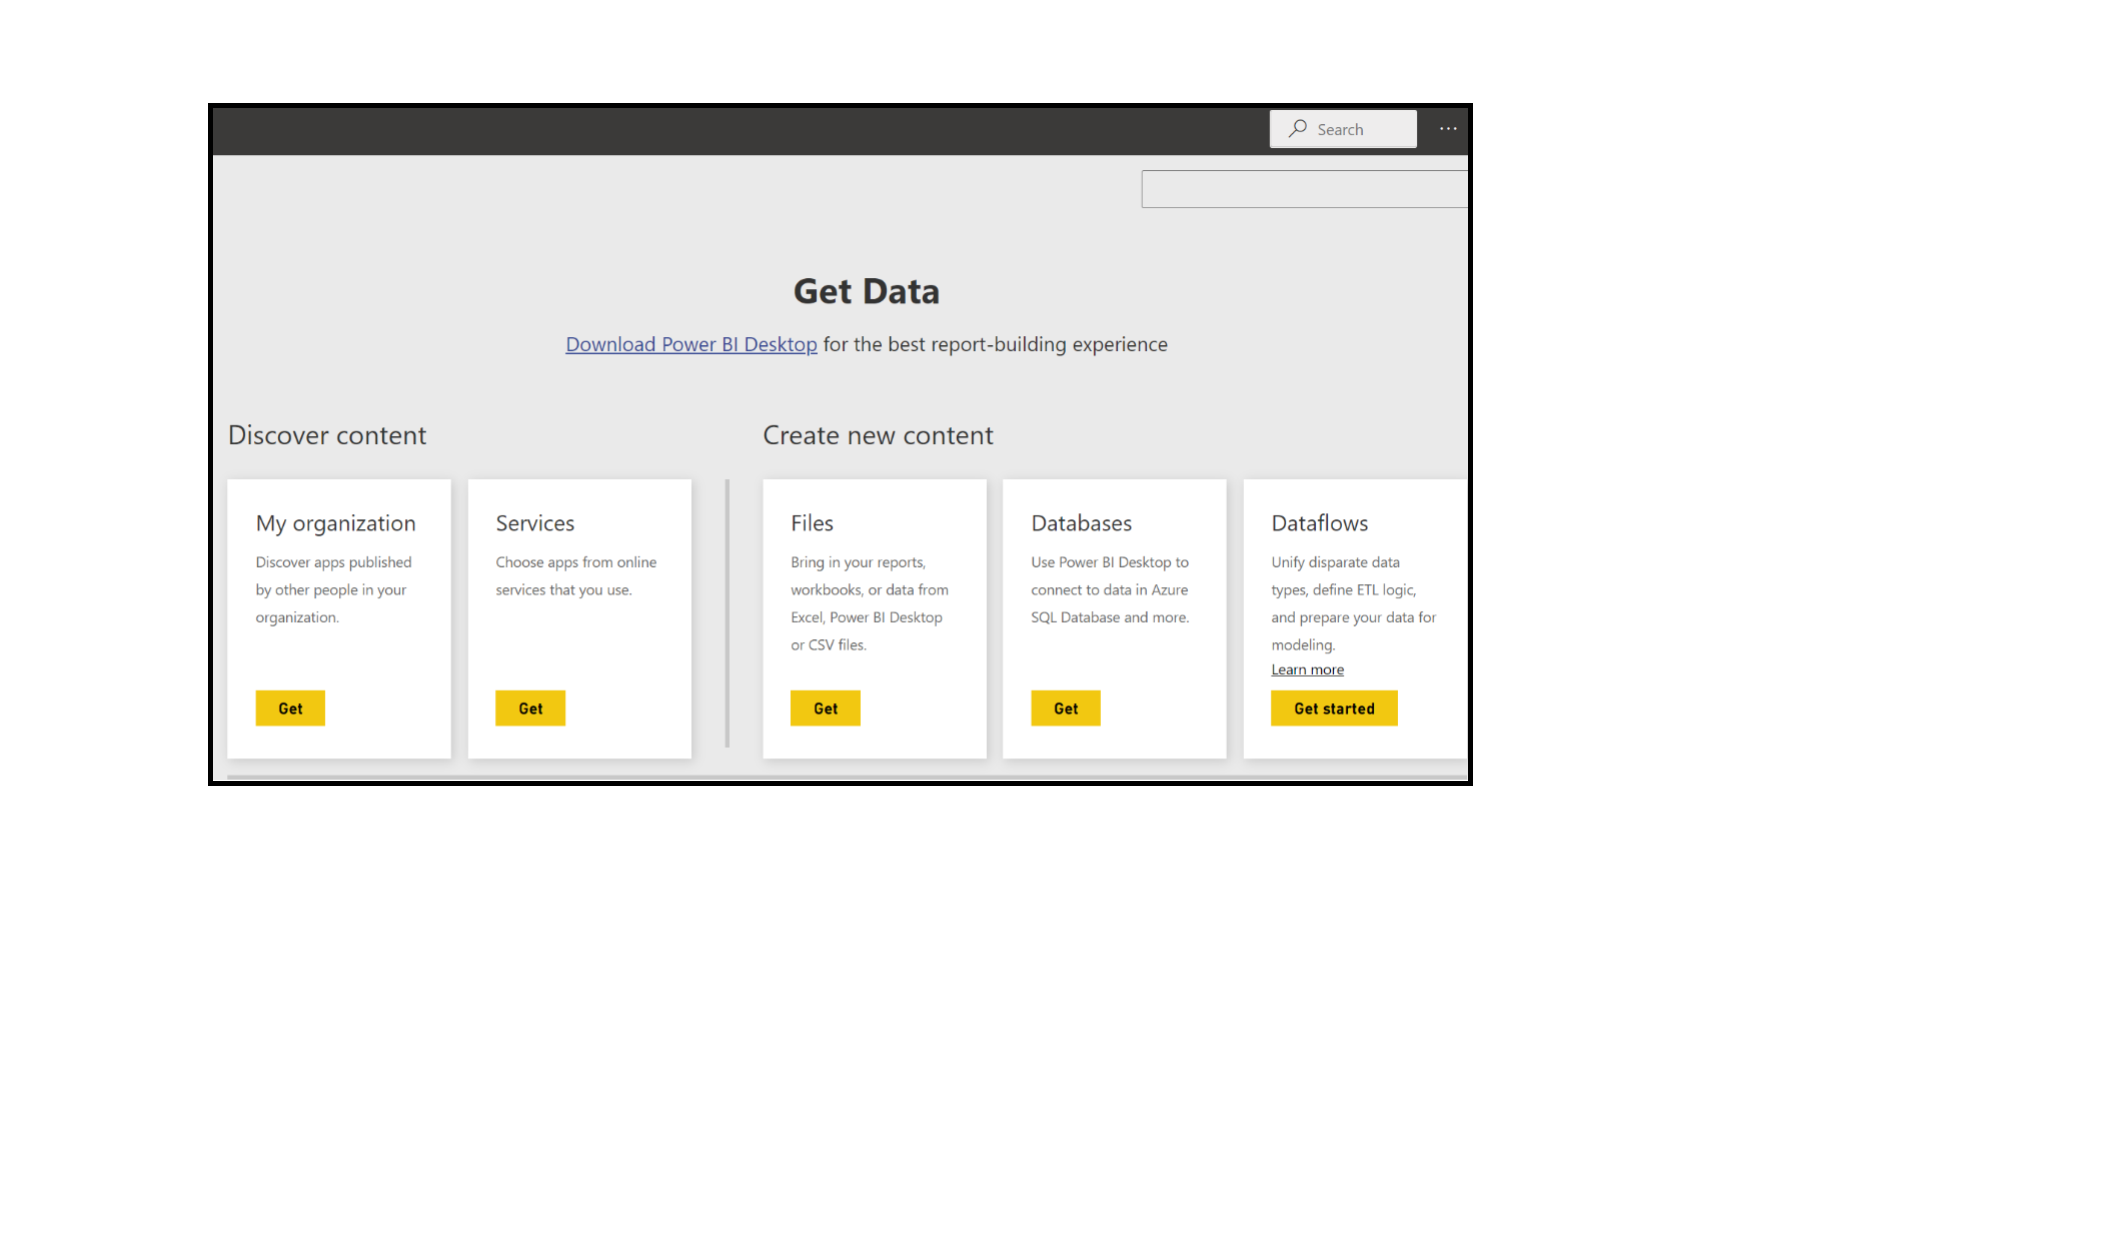 Search
...
Get Data
Download Power BI Desktop for the best report-building experience
Discover content
Create new content
My organization
Discover apps published
by other people in your
organization.
Get
Services
Choose apps from online
services that you use.
Get
Files
Bring in your reports,
workbooks, or data from
Excel, Power BI Desktop
or CSV files.
Get
Databases
Use Power BI Desktop to
connect to data in Azure
SQL Database and more.
Get
Dataflows
Unify disparate data
types, define ETL logic,
and prepare your data for
modeling.
Learn more
Get started